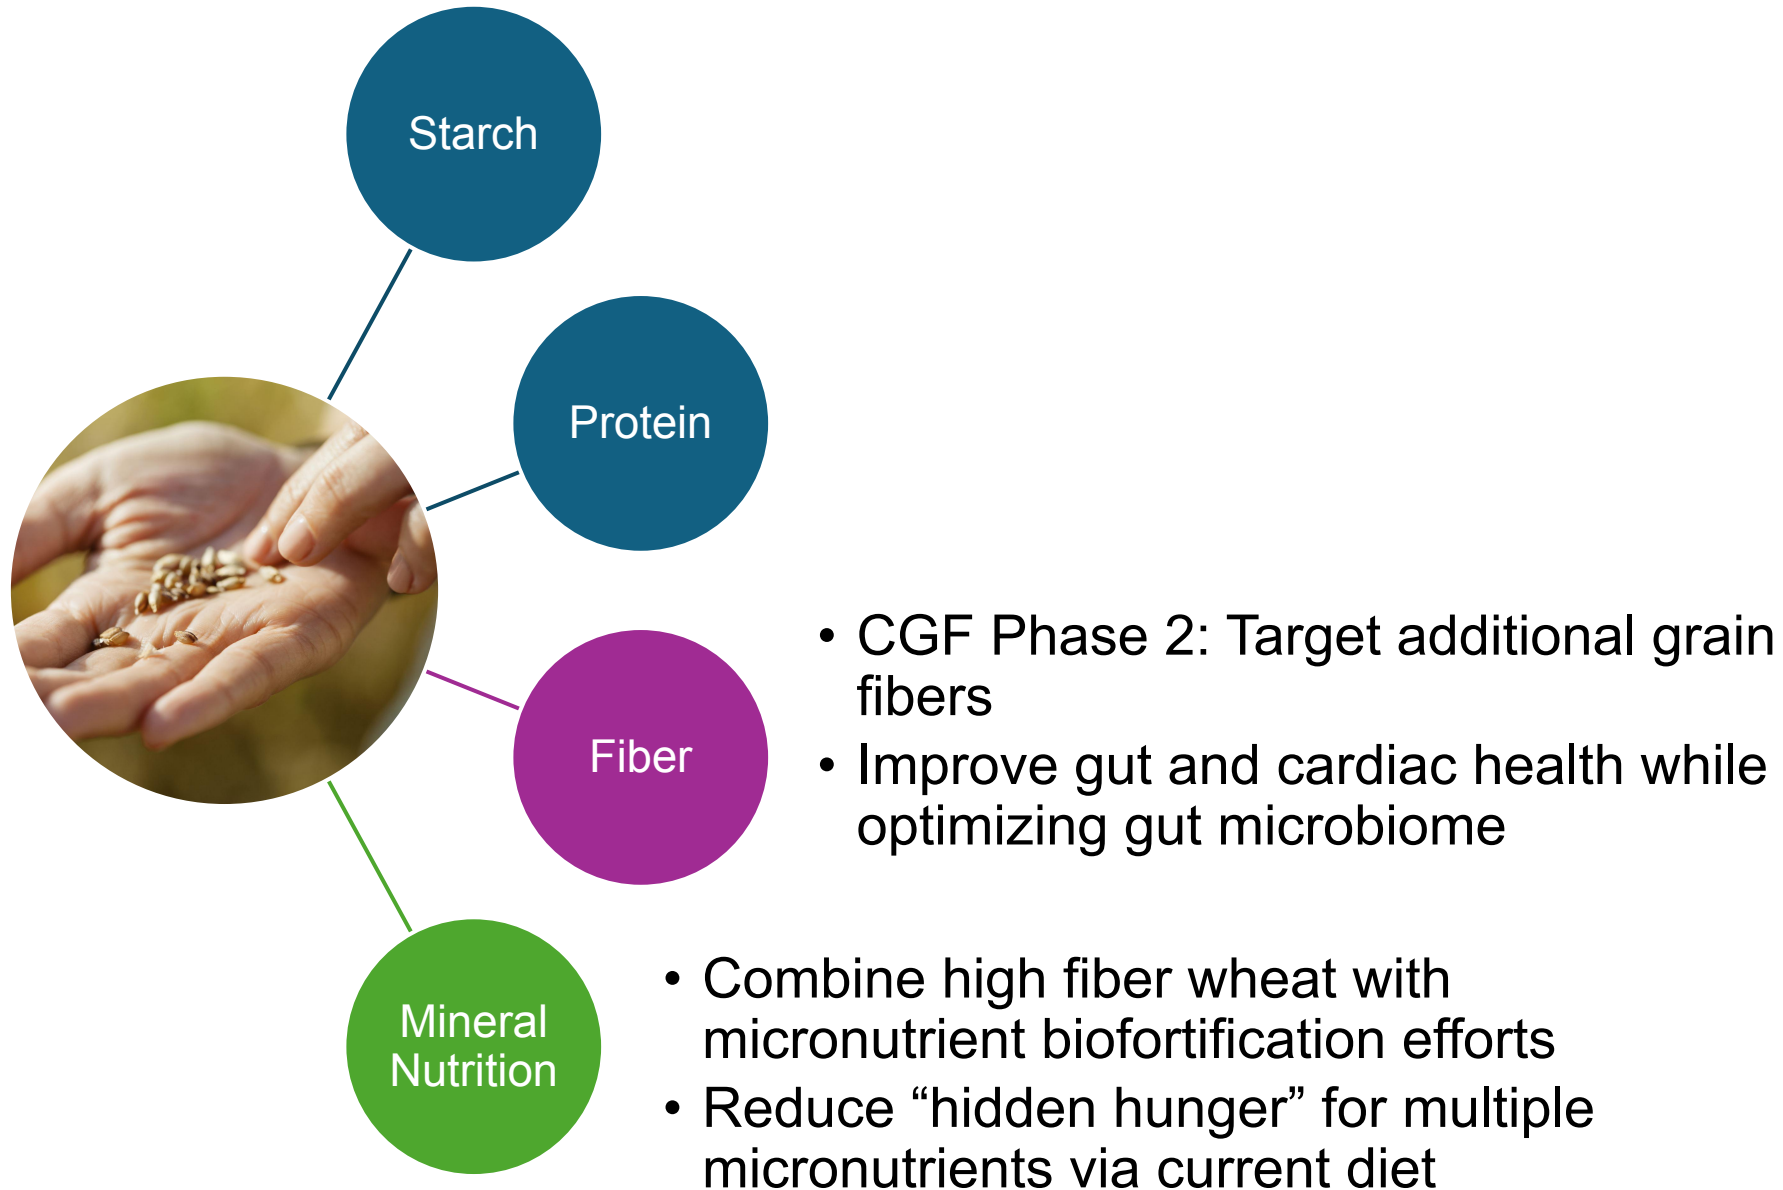 Starch
Protein
Fiber
• CGF Phase 2: Target additional grain
fibers
• Improve gut and cardiac health while
optimizing gut microbiome
Mineral
Nutrition
• Combine high fiber wheat with
micronutrient biofortification efforts
• Reduce “hidden hunger” for multiple
micronutrients via current diet